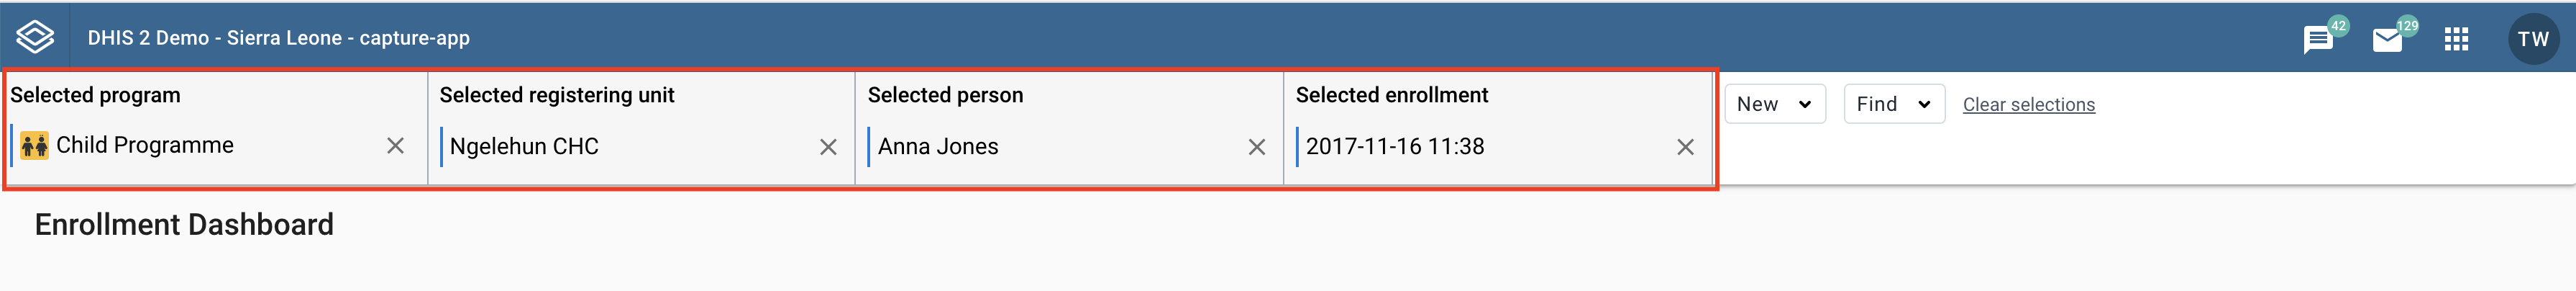 DHIS 2 Demo - Sierra Leone - capture-app
42
129
TW
Selected program
Child Programme
Selected registering unit
Ngelehun CHC
Selected person
Anna Jones
Selected enrollment
2017-11-16 11:38
New
Find
Clear selections
Enrollment Dashboard